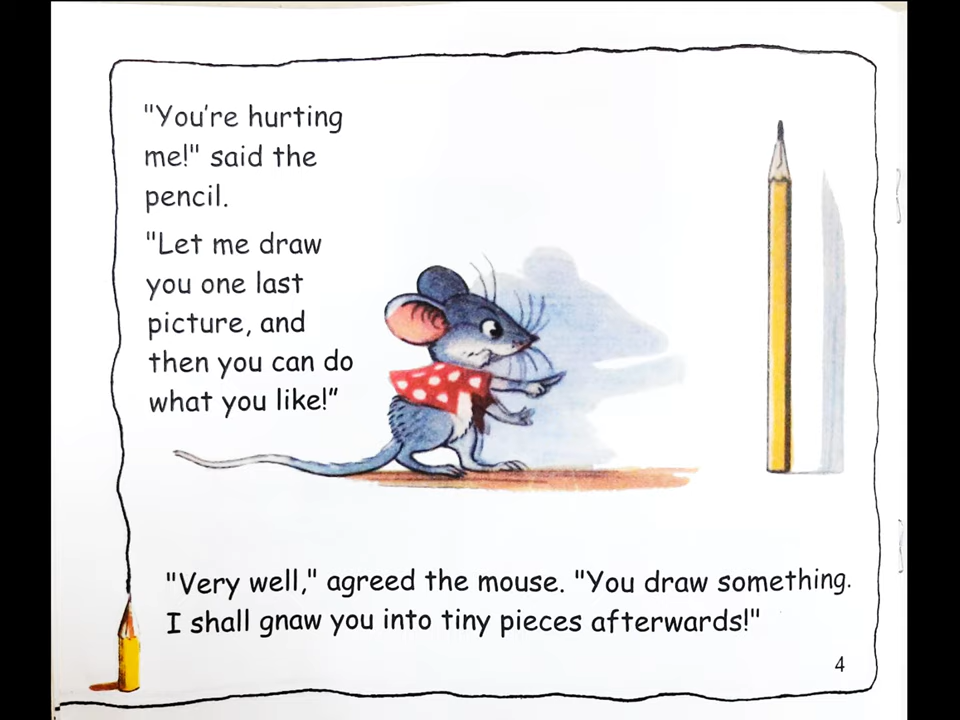 "You're hurting
me!" said the
pencil.
"Let me draw
you one last
picture, and
then you can do
what you like!”
"Very well," agreed the mouse. "You draw something.
I shall gnaw you into tiny pieces afterwards!"
4